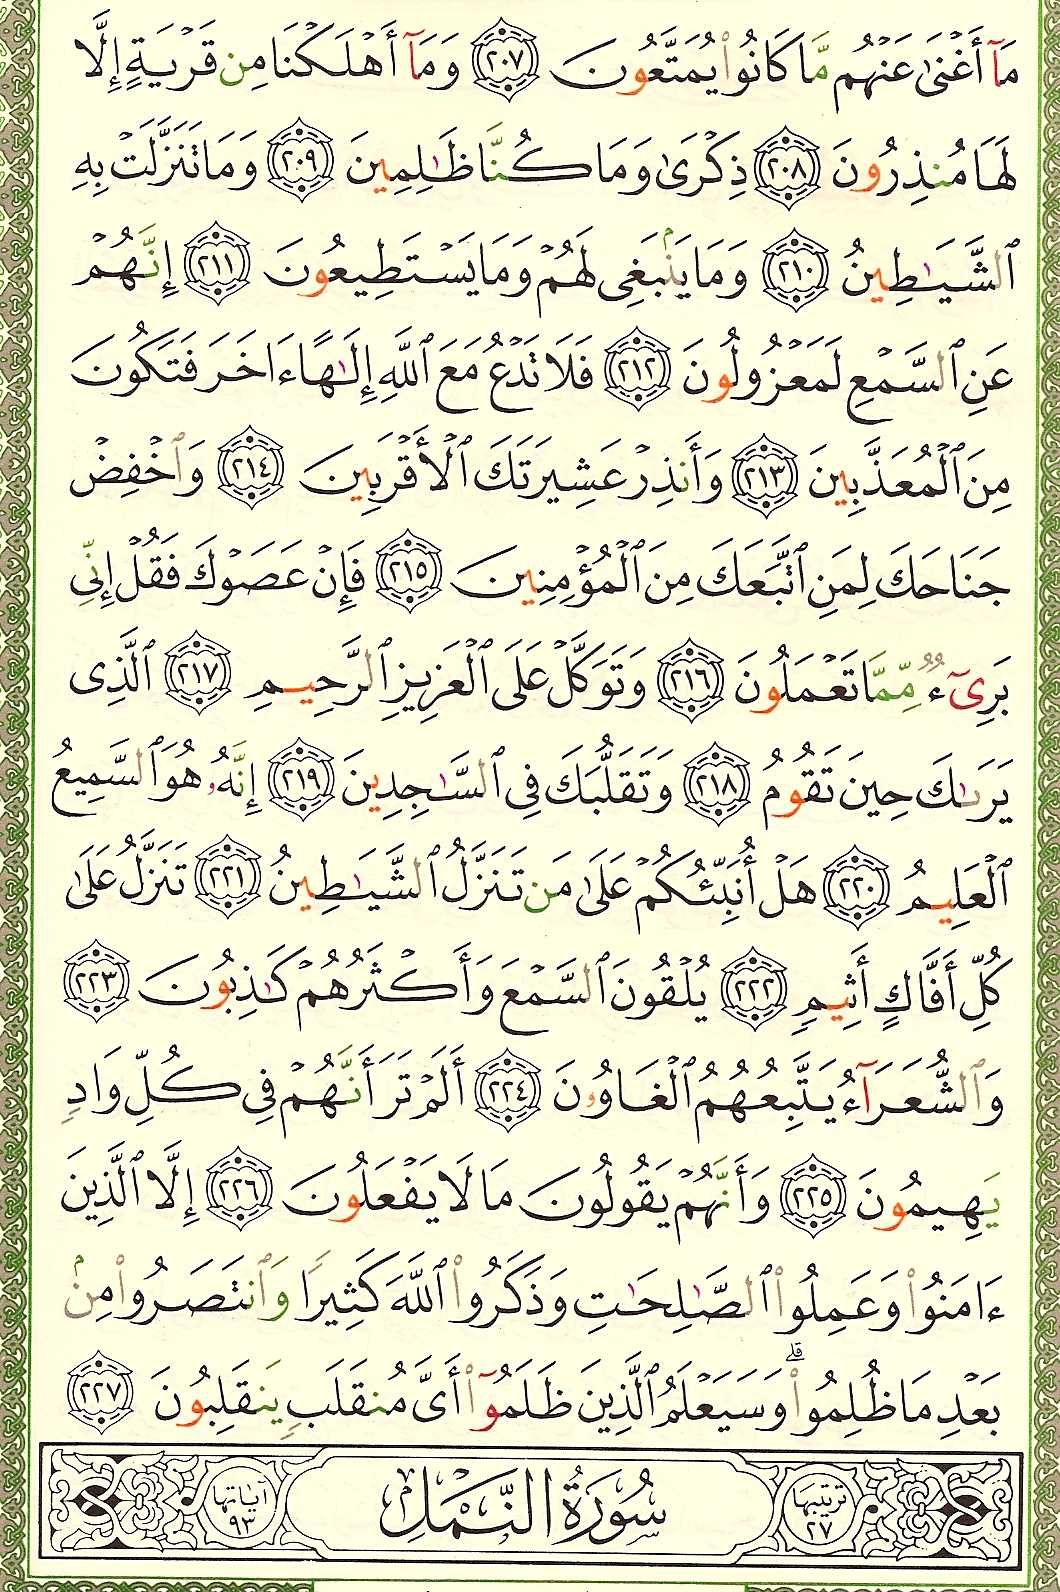 مَآ أَغْنَىٰ عَنْهُم مَّا كَانُوا۟ يُمَتَّعُونَ ٢٠٧ وَمَآ أَهْلَكْنَا مِن قَرْيَةٍ إِلَّا
لَهَا مُنذِرُونَ ٢٠٨ ذِكْرَىٰ وَمَا كُنَّا ظَـٰلِمِينَ ٢٠٩ وَمَا تَنَزَّلَتْ بِهِ
ٱلشَّيَـٰطِينُ ٢١٠ وَمَا يَنۢبَغِى لَهُمْ وَمَا يَسْتَطِيعُونَ ٢١١ إِنَّهُمْ
عَنِ ٱلسَّمْعِ لَمَعْزُولُونَ ٢١٢ فَلَا تَدْعُ مَعَ ٱللَّهِ إِلَـٰهًا ءَاخَرَ فَتَكُونَ
مِنَ ٱلْمُعَذَّبِينَ ٢١٣ وَأَنذِرْ عَشِيرَتَكَ ٱلْأَقْرَبِينَ ٢١٤ وَٱخْفِضْ
جَنَاحَكَ لِمَنِ ٱتَّبَعَكَ مِنَ ٱلْمُؤْمِنِينَ ٢١٥ فَإِنْ عَصَوْكَ فَقُلْ إِنِّى
بَرِىٓءٌ مِّمَّا تَعْمَلُونَ ٢١٦ وَتَوَكَّلْ عَلَى ٱلْعَزِيزِ ٱلرَّحِيمِ ٢١٧ ٱلَّذِى
يَرَىٰكَ حِينَ تَقُومُ ٢١٨ وَتَقَلُّبَكَ فِى ٱلسَّـٰجِدِينَ ٢١٩ إِنَّهُۥ هُوَ ٱلسَّمِيعُ
ٱلْعَلِيمُ ٢٢٠ هَلْ أُنَبِّئُكُمْ عَلَىٰ مَن تَنَزَّلُ ٱلشَّيَـٰطِينُ ٢٢١ تَنَزَّلُ عَلَىٰ
كُلِّ أَفَّاكٍ أَثِيمٍ ٢٢٢ يُلْقُونَ ٱلسَّمْعَ وَأَكْثَرُهُمْ كَـٰذِبُونَ ٢٢٣
وَٱلشُّعَرَآءُ يَتَّبِعُهُمُ ٱلْغَاوُۥنَ ٢٢٤ أَلَمْ تَرَ أَنَّهُمْ فِى كُلِّ وَادٍ
يَهِيمُونَ ٢٢٥ وَأَنَّهُمْ يَقُولُونَ مَا لَا يَفْعَلُونَ ٢٢٦ إِلَّا ٱلَّذِينَ
ءَامَنُوا۟ وَعَمِلُوا۟ ٱلصَّـٰلِحَـٰتِ وَذَكَرُوا۟ ٱللَّهَ كَثِيرًا وَٱنتَصَرُوا۟ مِنۢ
بَعْدِ مَا ظُلِمُوا۟ ۗ وَسَيَعْلَمُ ٱلَّذِينَ ظَلَمُوٓا۟ أَىَّ مُنقَلَبٍ يَنقَلِبُونَ ٢٢٧
ترتيبها ٢٧ سُورَةُ النَّمْلِ آياتها ٩٣